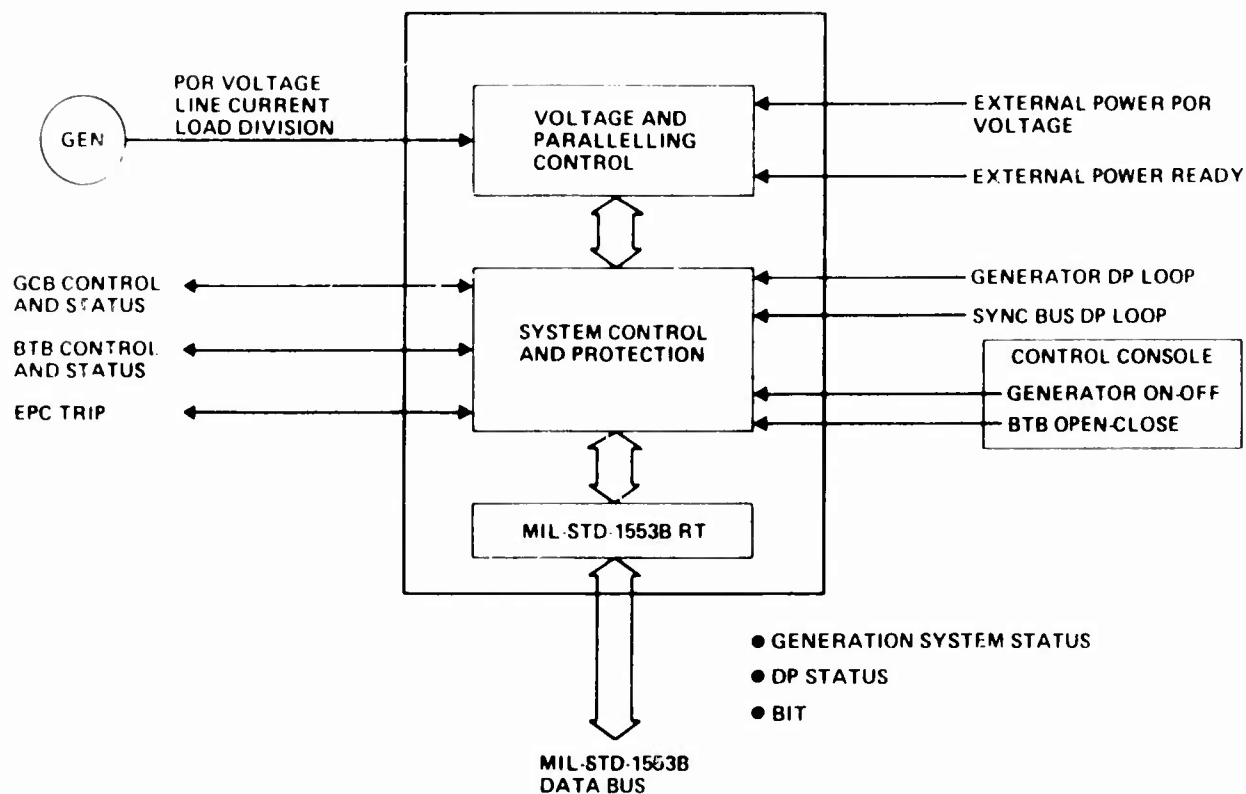 POR VOLTAGE
LINE CURRENT
LOAD DIVISION
GEN
VOLTAGE AND
PARALLELLING
CONTROL
EXTERNAL POWER POR
VOLTAGE
EXTERNAL POWER READY
GCB CONTROL
AND STATUS
BTB CONTROL
AND STATUS
EPC TRIP
SYSTEM CONTROL
AND PROTECTION
GENERATOR DP LOOP
SYNC BUS DP LOOP
CONTROL CONSOLE
GENERATOR ON-OFF
BTB OPEN-CLOSE
MIL-STD-1553B RT
● GENERATION SYSTEM STATUS
● DP STATUS
● BIT
MIL-STD-1553B
DATA BUS